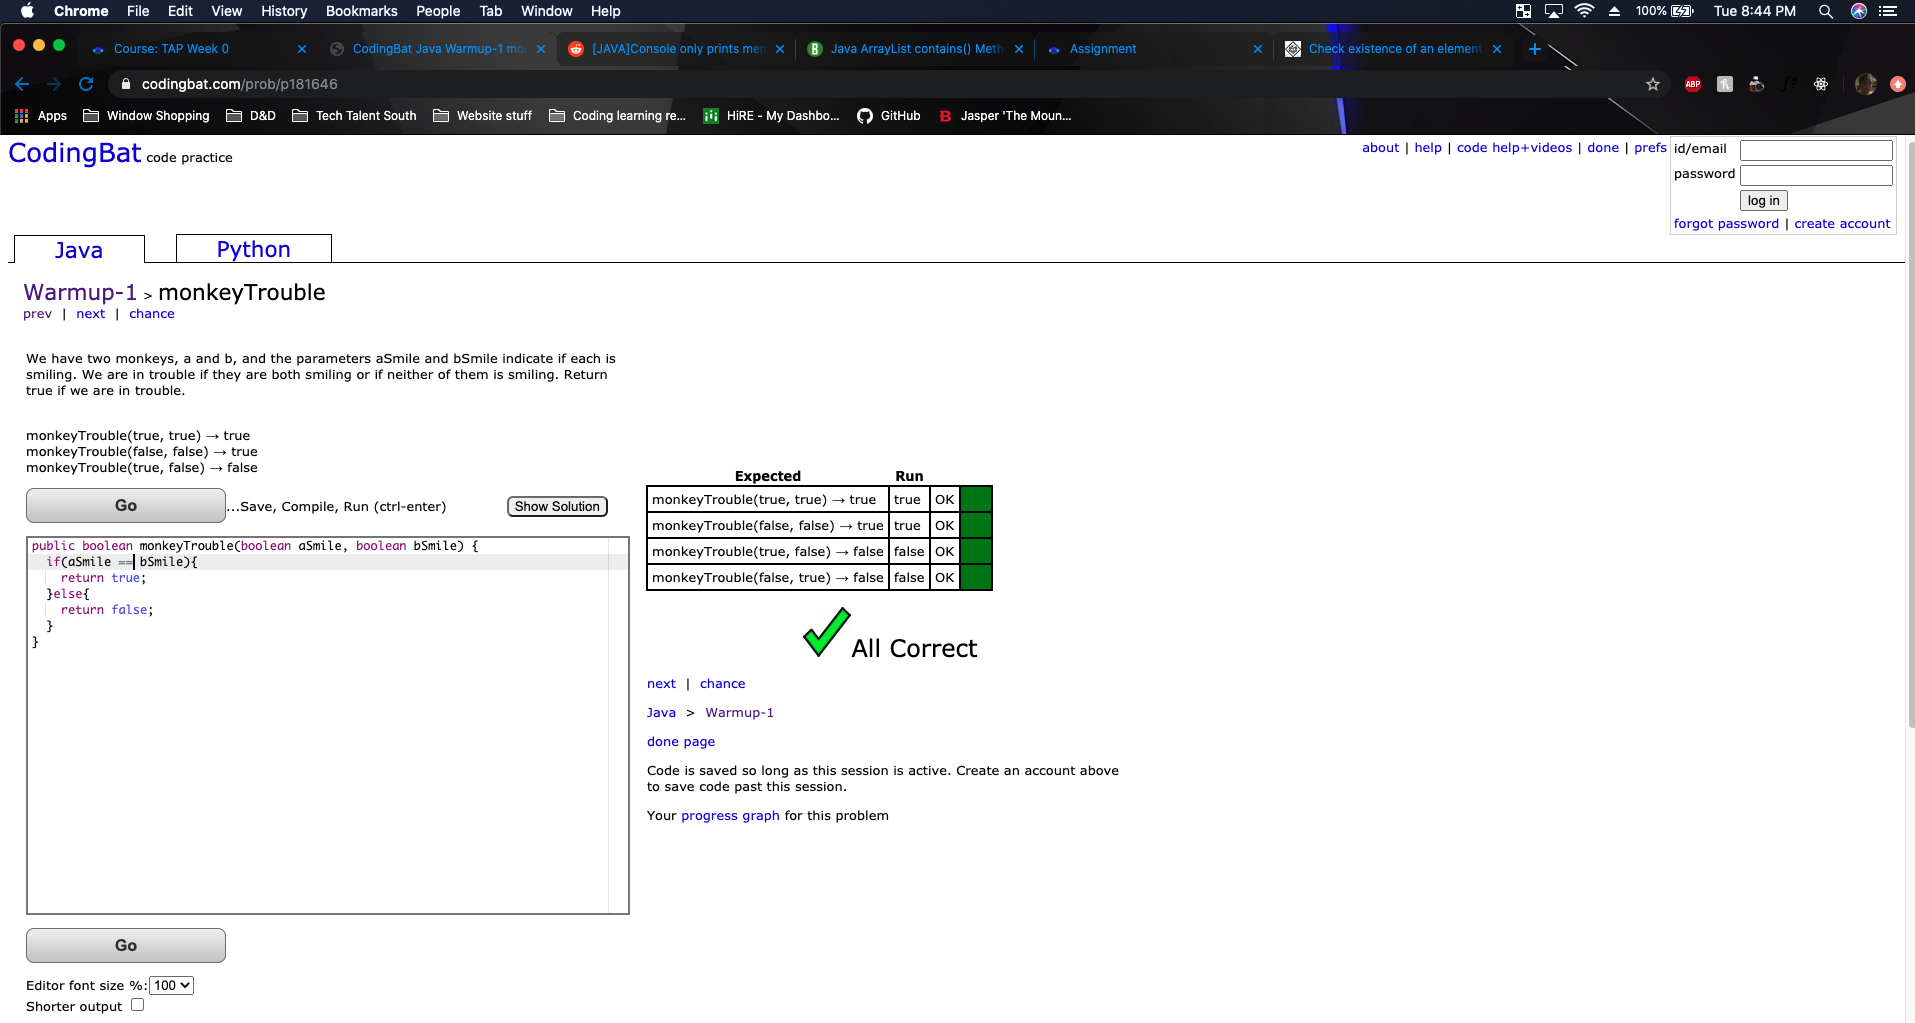 Chrome File Edit View History Bookmarks People Tab Window Help 100% Tue 8:44 PM
Course: TAP Week 0 CodingBat Java Warmup-1 mo [JAVA]Console only prints mem Java ArrayList contains() Meth Assignment Check existence of an element
codingbat.com/prob/p181646 ABP
Apps Window Shopping D&D Tech Talent South Website stuff Coding learning re... HiRE - My Dashbo... GitHub B Jasper 'The Moun...
CodingBat code practice
about | help | code help+videos | done | prefs
id/email
password
log in
forgot password | create account
Java Python
Warmup-1 > monkeyTrouble
prev | next | chance
We have two monkeys, a and b, and the parameters aSmile and bSmile indicate if each is
smiling. We are in trouble if they are both smiling or if neither of them is smiling. Return
true if we are in trouble.
monkeyTrouble(true, true) → true
monkeyTrouble(false, false) → true
monkeyTrouble(true, false) → false
Go ...Save, Compile, Run (ctrl-enter) Show Solution
public boolean monkeyTrouble(boolean aSmile, boolean bSmile) {
if(aSmile == bSmile){
return true;
}else{
return false;
}
}
Go
Editor font size %: 100
Shorter output
Expected Run
monkeyTrouble(true, true) → true true OK
monkeyTrouble(false, false) → true true OK
monkeyTrouble(true, false) → false false OK
monkeyTrouble(false, true) → false false OK
All Correct
next | chance
Java > Warmup-1
done page
Code is saved so long as this session is active. Create an account above
to save code past this session.
Your progress graph for this problem